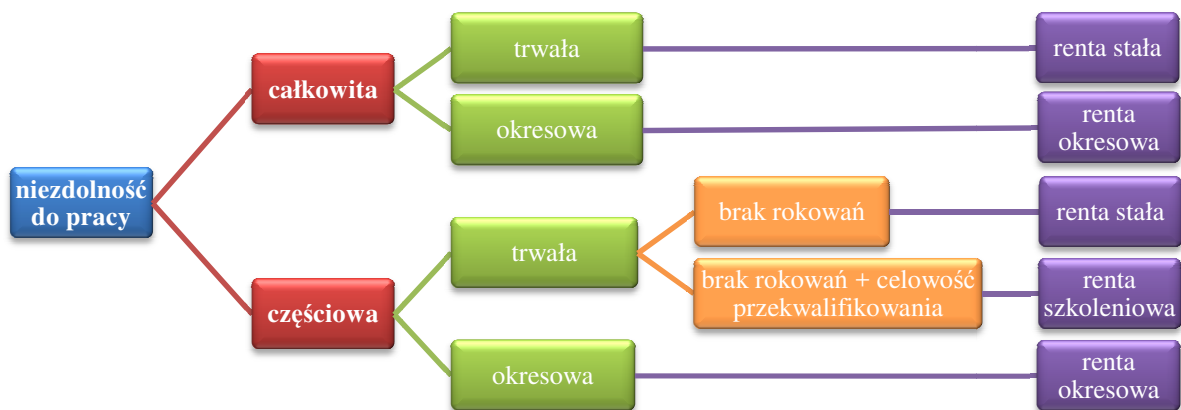 niezdolność
do pracy
całkowita
trwała
renta stała
okresowa
renta
okresowa
częściowa
trwała
brak rokowań
renta stała
brak rokowań + celowość
przekwalifikowania
renta
szkoleniowa
okresowa
renta
okresowa